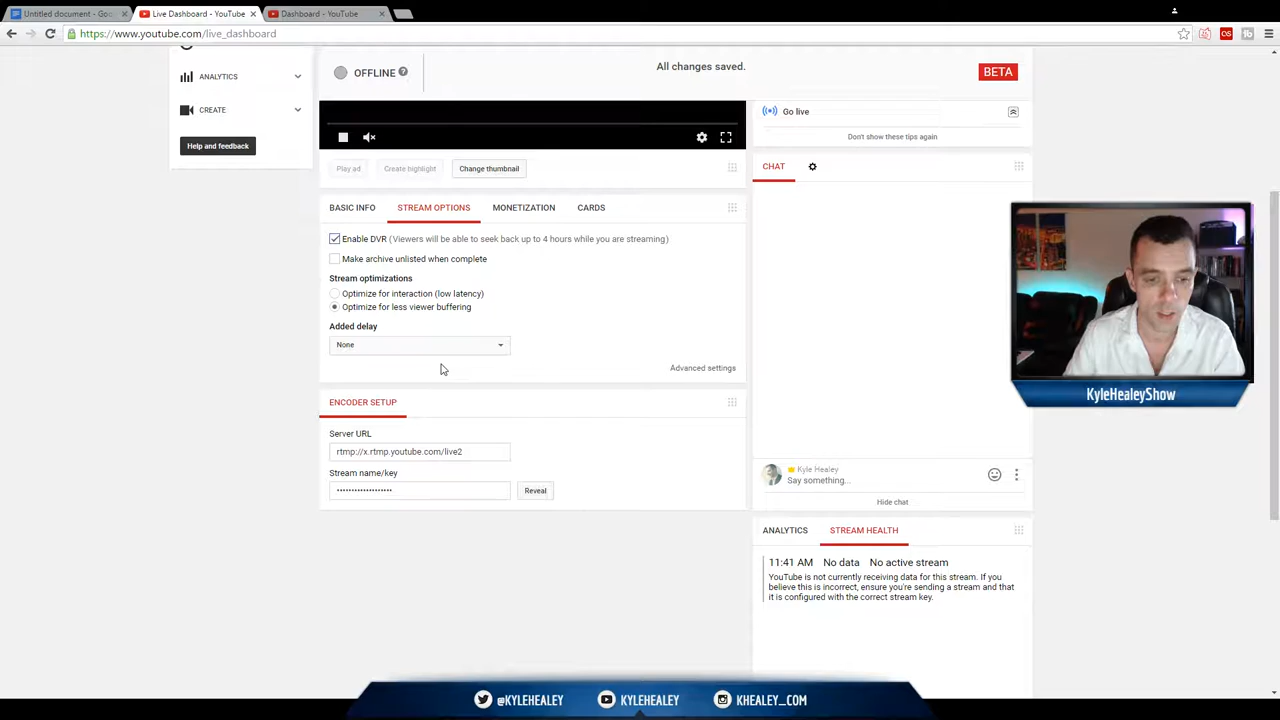 Untitled document - Goo
Live Dashboard - YouTube
Dashboard - YouTube
https://www.youtube.com/live_dashboard
ANALYTICS
CREATE
Help and feedback
OFFLINE
All changes saved.
BETA
Play ad
Create highlight
Change thumbnail
BASIC INFO
STREAM OPTIONS
MONETIZATION
CARDS
Enable DVR (Viewers will be able to seek back up to 4 hours while you are streaming)
Make archive unlisted when complete
Stream optimizations
Optimize for interaction (low latency)
Optimize for less viewer buffering
Added delay
None
Advanced settings
ENCODER SETUP
Server URL
rtmp://x.rtmp.youtube.com/live2
Stream name/key
••••••••••••••••••••
Reveal
Go live
Don't show these tips again
CHAT
Kyle Healey
Say something...
Hide chat
ANALYTICS
STREAM HEALTH
11:41 AM No data No active stream
YouTube is not currently receiving data for this stream. If you
believe this is incorrect, ensure you're sending a stream and that
it is configured with the correct stream key.
KyleHealeyShow
@KYLEHEALEY
KYLEHEALEY
KHEALEY_COM